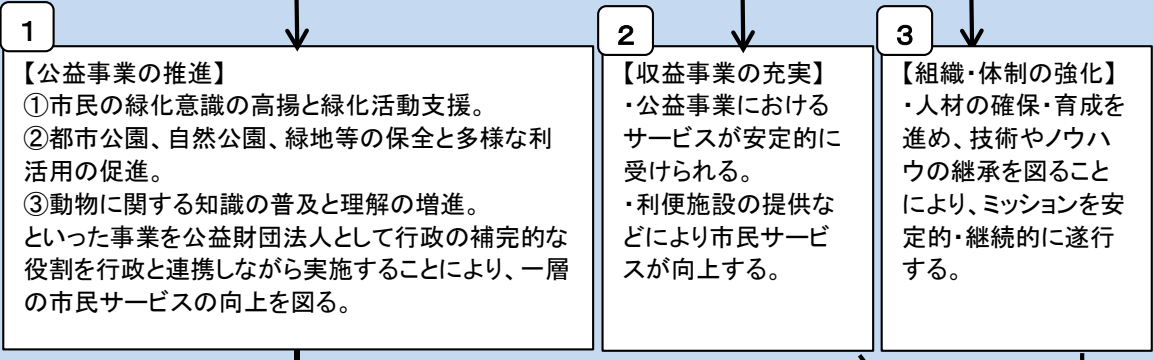 1
【公益事業の推進】
①市民の緑化意識の高揚と緑化活動支援。
②都市公園、自然公園、緑地等の保全と多様な利
活用の促進。
③動物に関する知識の普及と理解の増進。
といった事業を公益財団法人として行政の補完的な
役割を行政と連携しながら実施することにより、一層
の市民サービスの向上を図る。
2
【収益事業の充実】
・公益事業における
サービスが安定的に
受けられる。
・利便施設の提供な
どにより市民サービ
スが向上する。
3
【組織・体制の強化】
・人材の確保・育成を
進め、技術やノウハ
ウの継承を図ること
により、ミッションを安
定的・継続的に遂行
する。